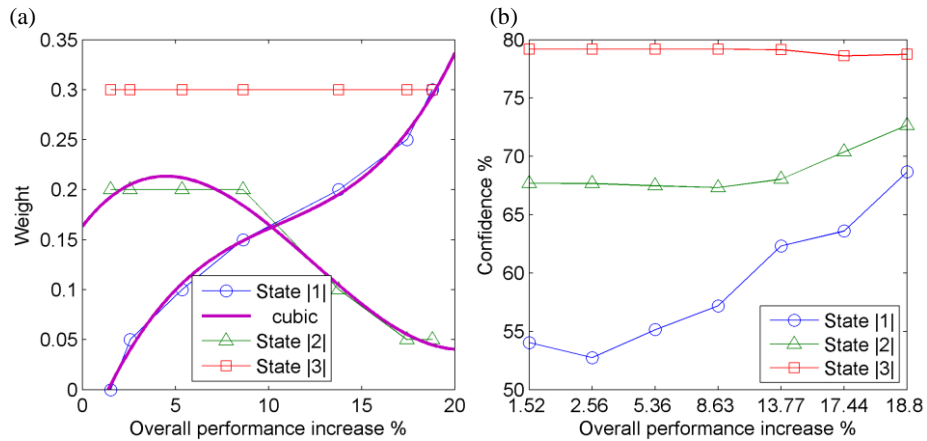 (a)
0.35
0.3
0.25
0.2
0.15
0.1
0.05
0
Weight
0 5 10 15 20
Overall performance increase %
State |1|
cubic
State |2|
State |3|
(b)
80
75
70
65
60
55
50
Confidence %
1.52 2.56 5.36 8.63 13.77 17.44 18.8
Overall performance increase %
State |1|
State |2|
State |3|